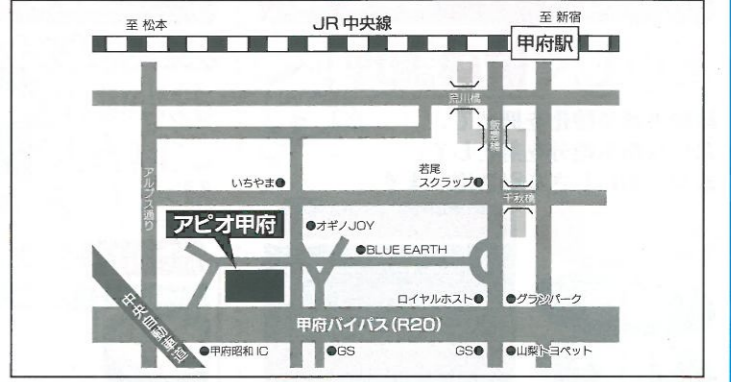 至 松本
JR 中央線
至 新宿
甲府駅
荒川橋
飯豊橋
アルプス通り
いちやま
若尾
スクラップ
千秋橋
アピオ甲府
オギノJOY
BLUE EARTH
ロイヤルホスト
グランパーク
中央自動車道
甲府バイパス(R20)
甲府昭和 IC
GS
GS
山梨トヨペット